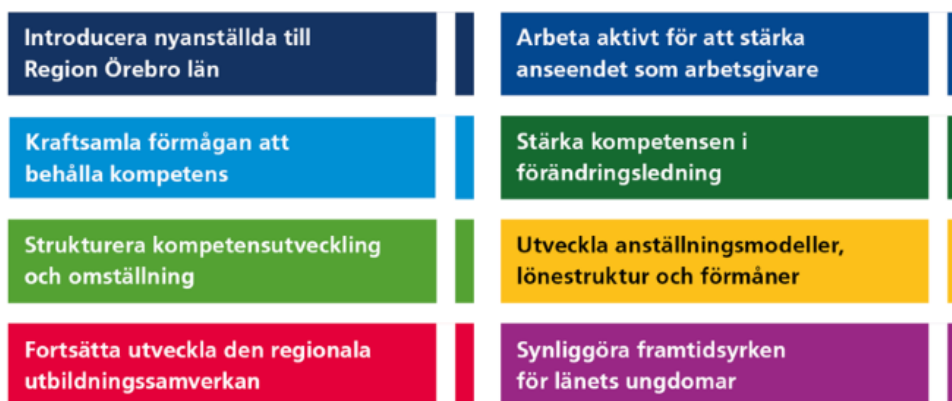 Introducera nyanställda till
Region Örebro län
Arbeta aktivt för att stärka
anseendet som arbetsgivare
Kraftsamla förmågan att
behålla kompetens
Stärka kompetensen i
förändringsledning
Strukturera kompetensutveckling
och omställning
Utveckla anställningsmodeller,
lönestruktur och förmåner
Fortsätta utveckla den regionala
utbildningssamverkan
Synliggöra framtidsyrken
för länets ungdomar